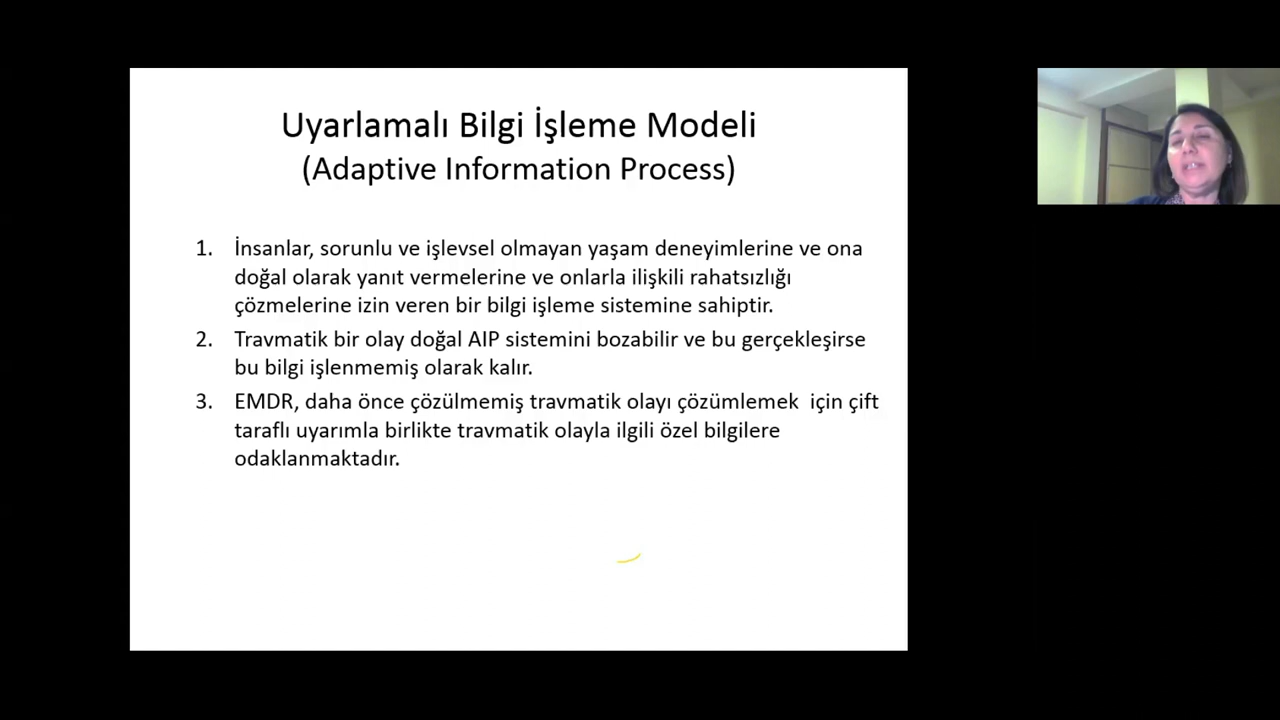 Uyarlamalı Bilgi İşleme Modeli
(Adaptive Information Process)
1. İnsanlar, sorunlu ve işlevsel olmayan yaşam deneyimlerine ve ona
doğal olarak yanıt vermelerine ve onlarla ilişkili rahatsızlığı
çözmelerine izin veren bir bilgi işleme sistemine sahiptir.
2. Travmatik bir olay doğal AIP sistemini bozabilir ve bu gerçekleşirse
bu bilgi işlenmemiş olarak kalır.
3. EMDR, daha önce çözülmemiş travmatik olayı çözümlemek  için çift
taraflı uyarımla birlikte travmatik olayla ilgili özel bilgilere
odaklanmaktadır.